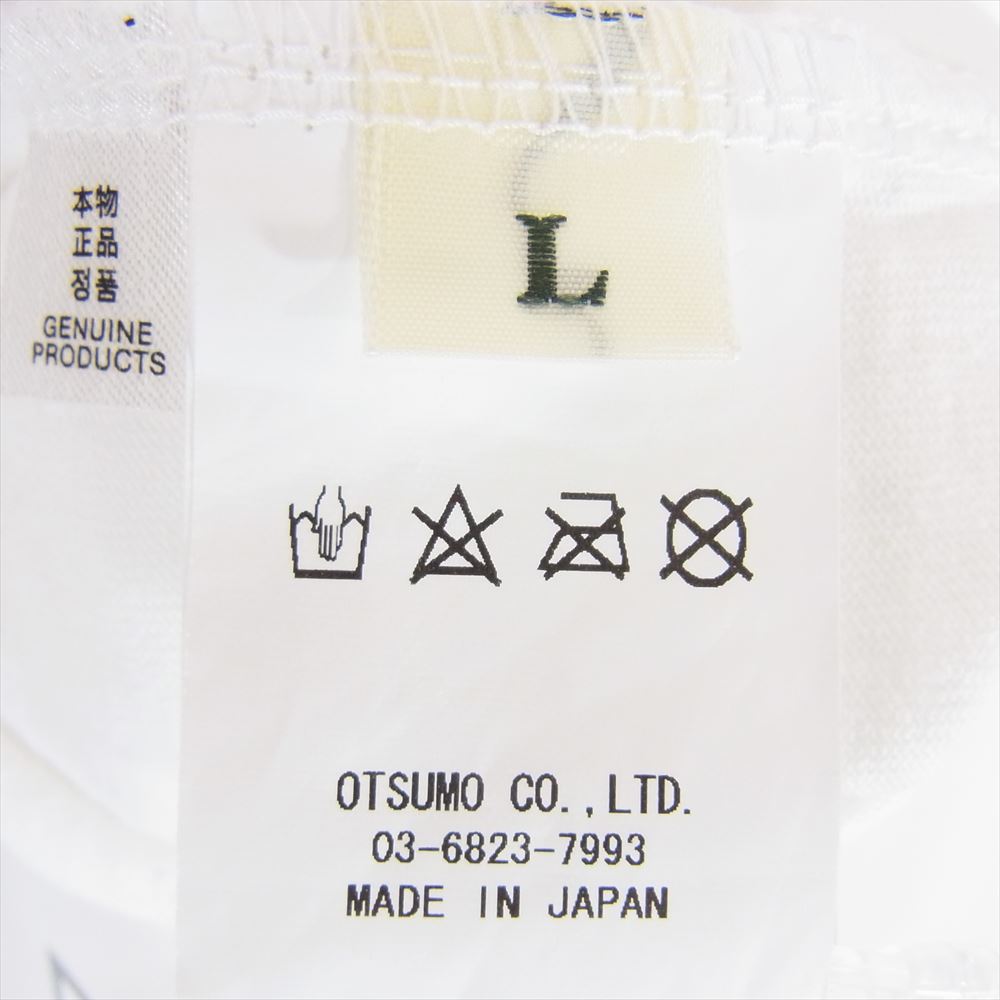 本物
正品
정품
GENUINE
PRODUCTS
L
OTSUMO CO.,LTD.
03-6823-7993
MADE IN JAPAN